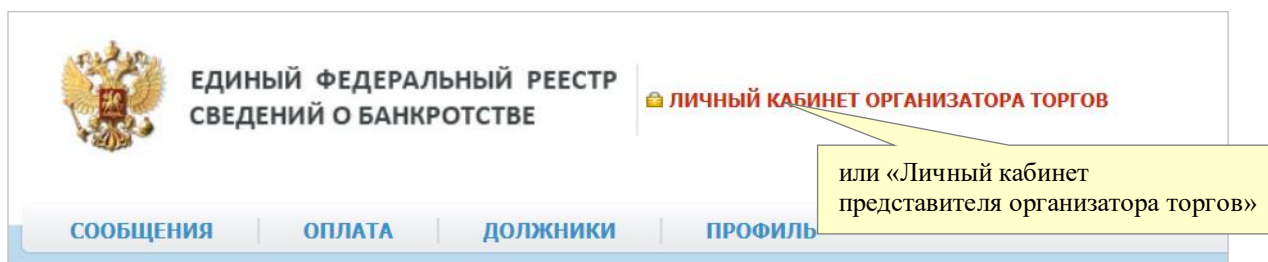 ЕДИНЫЙ ФЕДЕРАЛЬНЫЙ РЕЕСТР
СВЕДЕНИЙ О БАНКРОТСТВЕ
ЛИЧНЫЙ КАБИНЕТ ОРГАНИЗАТОРА ТОРГОВ
или «Личный кабинет
представителя организатора торгов»
СООБЩЕНИЯ ОПЛАТА ДОЛЖНИКИ ПРОФИЛЬ